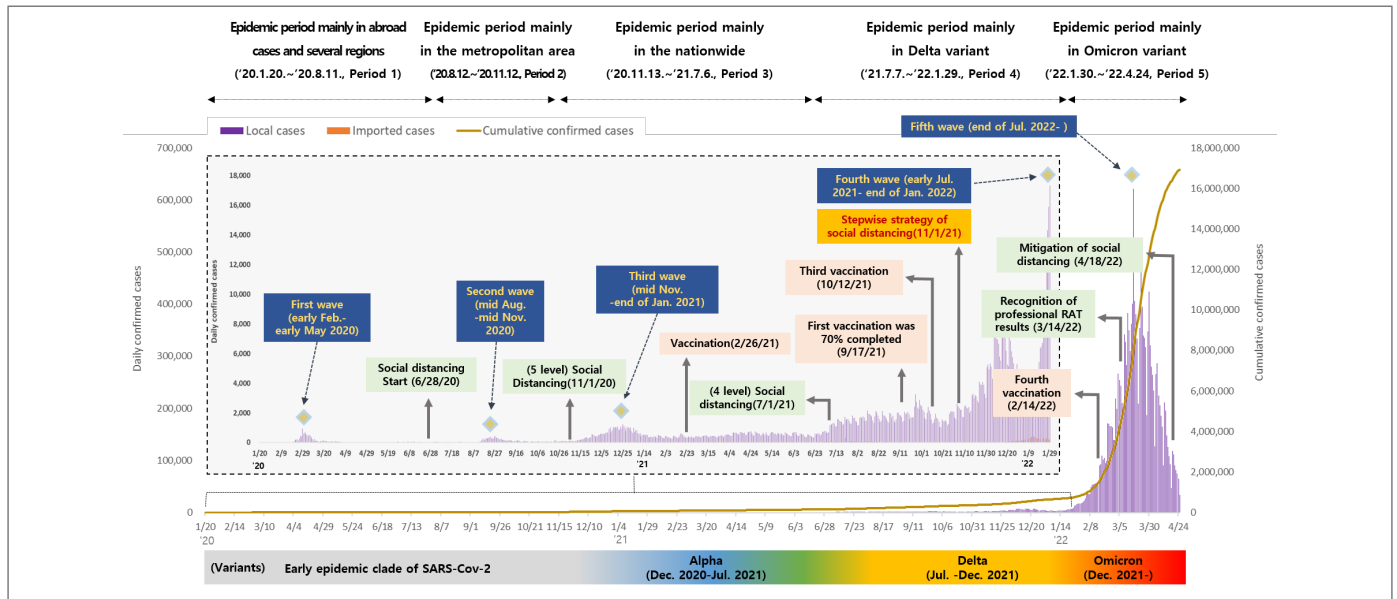 Epidemic period mainly in abroad
cases and several regions
('20.1.20.~'20.8.11., Period 1)
Epidemic period mainly
in the metropolitan area
('20.8.12.~'20.11.12., Period 2)
Epidemic period mainly
in the nationwide
('20.11.13.~'21.7.6., Period 3)
Epidemic period mainly
in Delta variant
('21.7.7.~'22.1.29., Period 4)
Epidemic period mainly
in Omicron variant
('22.1.30.~'22.4.24, Period 5)
Local cases
Imported cases
Cumulative confirmed cases
Fifth wave (end of Jul. 2022- )
700,000
600,000
500,000
400,000
300,000
200,000
100,000
0
Daily confirmed cases
18,000
16,000
14,000
12,000
10,000
8,000
6,000
4,000
2,000
0
Daily confirmed cases
First wave
(early Feb.-
early May 2020)
Social distancing
Start (6/28/20)
Second wave
(mid Aug.
-mid Nov.
2020)
(5 level) Social
Distancing(11/1/20)
Third wave
(mid Nov.
-end of Jan. 2021)
Vaccination(2/26/21)
(4 level) Social
distancing(7/1/21)
Fourth wave (early Jul.
2021- end of Jan. 2022)
Stepwise strategy of
social distancing(11/1/21)
Third vaccination
(10/12/21)
First vaccination was
70% completed
(9/17/21)
Mitigation of social
distancing (4/18/22)
Recognition of
professional RAT
results (3/14/22)
Fourth
vaccination
(2/14/22)
1/20 2/9 2/29 3/20 4/9 4/29 5/19 6/8 6/28 7/18 8/7 8/27 9/16 10/6 10/26 11/15 12/5 12/25 1/14 2/3 2/23 3/15 4/4 4/24 5/14 6/3 6/23 7/13 8/2 8/22 9/11 10/1 10/21 11/10 11/30 12/20 1/9 1/29
'20 '21 '22
18,000,000
16,000,000
14,000,000
12,000,000
10,000,000
8,000,000
6,000,000
4,000,000
2,000,000
0
Cumulative confirmed cases
1/20 2/14 3/10 4/4 4/29 5/24 6/18 7/13 8/7 9/1 9/26 10/21 11/15 12/10 1/4 1/29 2/23 3/20 4/14 5/9 6/3 6/28 7/23 8/17 9/11 10/6 10/31 11/25 12/20 1/14 2/8 3/5 3/30 4/24
'20 '21 '22
(Variants) Early epidemic clade of SARS-Cov-2
Alpha
(Dec. 2020-Jul. 2021)
Delta
(Jul. -Dec. 2021)
Omicron
(Dec. 2021-)